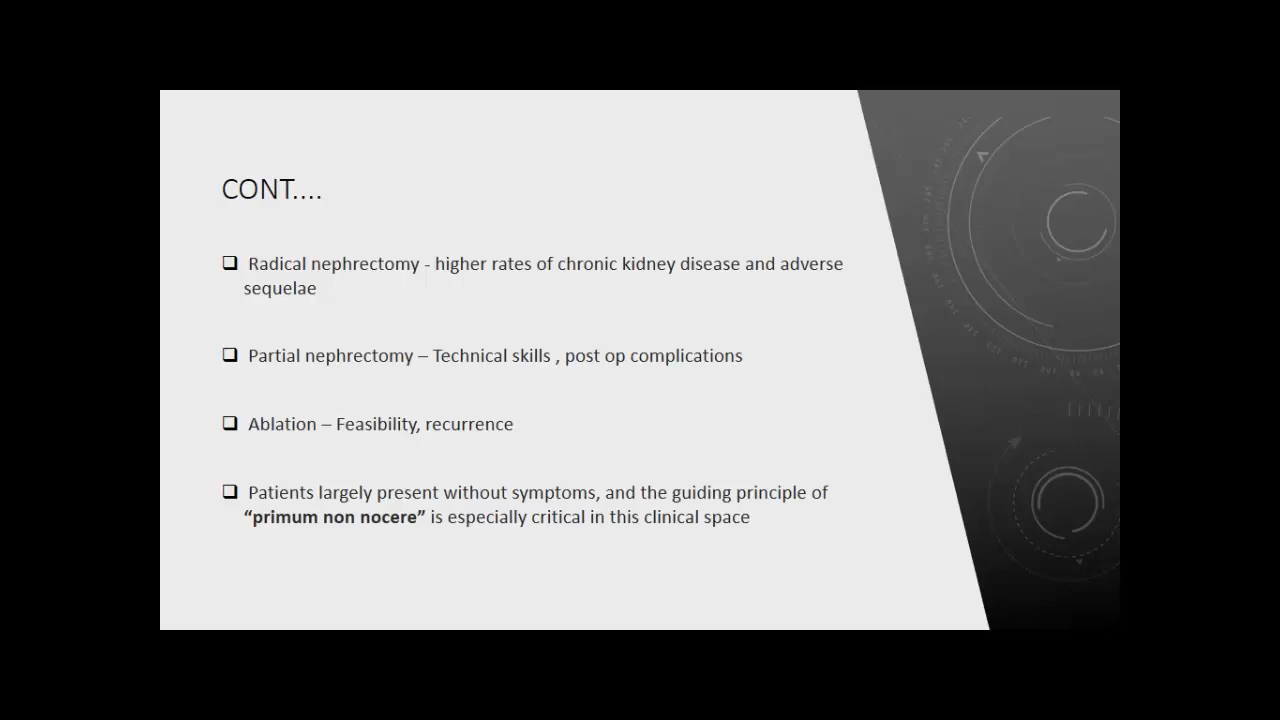 CONT....
❑ Radical nephrectomy - higher rates of chronic kidney disease and adverse
sequelae
❑ Partial nephrectomy – Technical skills , post op complications
❑ Ablation – Feasibility, recurrence
❑ Patients largely present without symptoms, and the guiding principle of
“primum non nocere” is especially critical in this clinical space